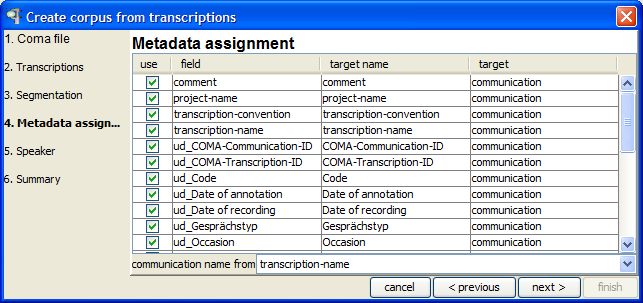 Create corpus from transcriptions
1. Coma file
2. Transcriptions
3. Segmentation
4. Metadata assign...
5. Speaker
6. Summary
Metadata assignment
use field target name target
comment comment communication
project-name project-name communication
transcription-convention transcription-convention communication
transcription-name transcription-name communication
ud_COMA-Communication-ID COMA-Communication-ID communication
ud_COMA-Transcription-ID COMA-Transcription-ID communication
ud_Code Code communication
ud_Date of annotation Date of annotation communication
ud_Date of recording Date of recording communication
ud_Gesprächstyp Gesprächstyp communication
ud_Occasion Occasion communication
communication name from transcription-name
cancel < previous next > finish